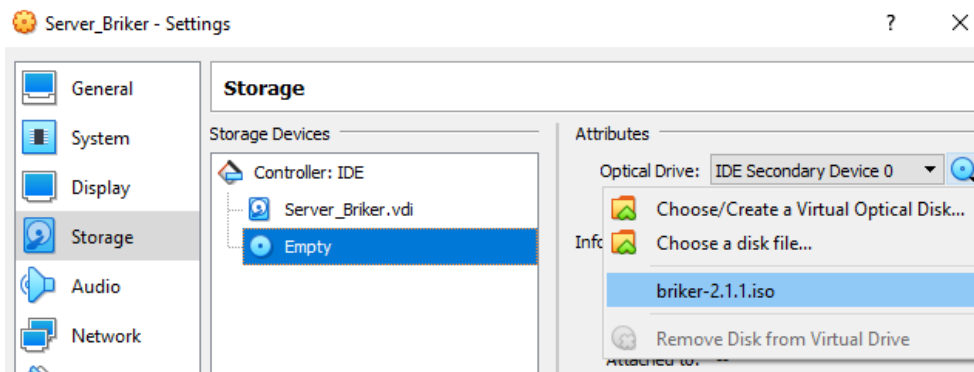 Server_Briker - Settings ? ×
General
Storage
System
Storage Devices
Attributes
Controller: IDE
Optical Drive: IDE Secondary Device 0
Display
Server_Briker.vdi
Choose/Create a Virtual Optical Disk...
Storage
Empty
Choose a disk file...
Audio
briker-2.1.1.iso
Network
Remove Disk from Virtual Drive
Attached to: --